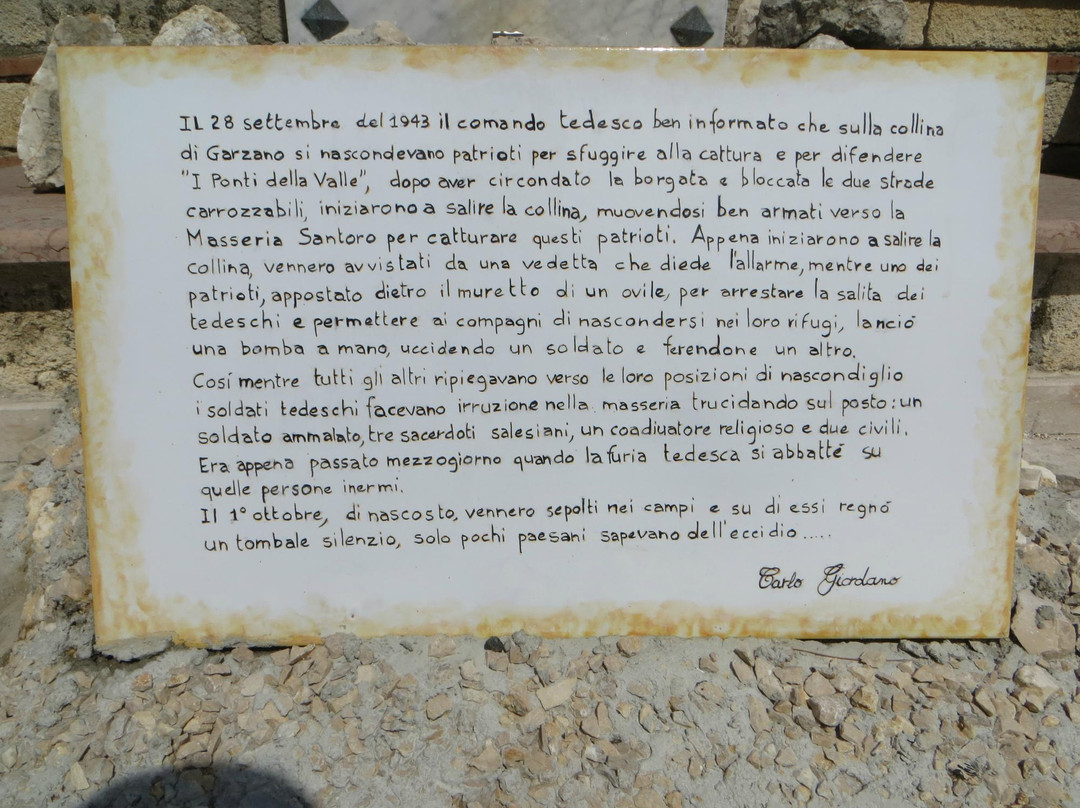 IL 28 settembre del 1943 il comando tedesco ben informato che sulla collina
di Garzano si nascondevano patrioti per sfuggire alla cattura e per difendere
"I Ponti della Valle", dopo aver circondato la borgata e bloccata le due strade
carrozzabili, iniziarono a salire la collina, muovendosi ben armati verso la
Masseria Santoro per catturare questi patrioti. Appena iniziarono a salire la
collina, vennero avvistati da una vedetta che diede l'allarme, mentre uno dei
patrioti, appostato dietro il muretto di un ovile, per arrestare la salita dei
tedeschi e permettere ai compagni di nascondersi nei loro rifugi, lanciò
una bomba a mano, uccidendo un soldato e ferendone un altro.
Cosí mentre tutti gli altri ripiegavano verso le loro posizioni di nascondiglio
i soldati tedeschi facevano irruzione nella masseria trucidando sul posto: un
soldato ammalato, tre sacerdoti salesiani, un coadiuatore religioso e due civili.
Era appena passato mezzogiorno quando la furia tedesca si abbatté su
quelle persone inermi.
Il 1° ottobre, di nascosto, vennero sepolti nei campi e su di essi regnó
un tombale silenzio, solo pochi paesani sapevano dell'eccidio.....
Carlo Giordano